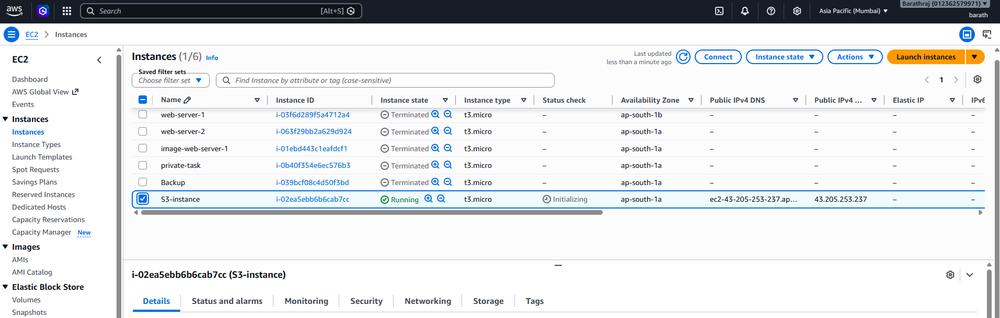 aws
Search [Alt+S]
Asia Pacific (Mumbai)
Barathraj (012362579971)
barath
EC2 Instances
EC2
Dashboard
AWS Global View
Events
Instances
Instances
Instance Types
Launch Templates
Spot Requests
Savings Plans
Reserved Instances
Dedicated Hosts
Capacity Reservations
Capacity Manager New
Images
AMIs
AMI Catalog
Elastic Block Store
Volumes
Snapshots
Instances (1/6) Info
Last updated
less than a minute ago
Connect Instance state Actions Launch instances
Saved filter sets
Choose filter set Find Instance by attribute or tag (case-sensitive) 1
Name Instance ID Instance state Instance type Status check Availability Zone Public IPv4 DNS Public IPv4 ... Elastic IP IPv6
web-server-1 i-03f6d289f5a4712a4 Terminated t3.micro – ap-south-1b – – – –
web-server-2 i-063f29bb2a629d924 Terminated t3.micro – ap-south-1a – – – –
image-web-server-1 i-01ebd443c1eafdcf1 Terminated t3.micro – ap-south-1a – – – –
private-task i-0b40f354e6ec576b3 Terminated t3.micro – ap-south-1a – – – –
Backup i-039bcf08c4d50f3bd Terminated t3.micro – ap-south-1a – – – –
S3-instance i-02ea5ebb6b6cab7cc Running t3.micro Initializing ap-south-1a ec2-43-205-253-237.ap... 43.205.253.237 – –
i-02ea5ebb6b6cab7cc (S3-instance)
Details Status and alarms Monitoring Security Networking Storage Tags